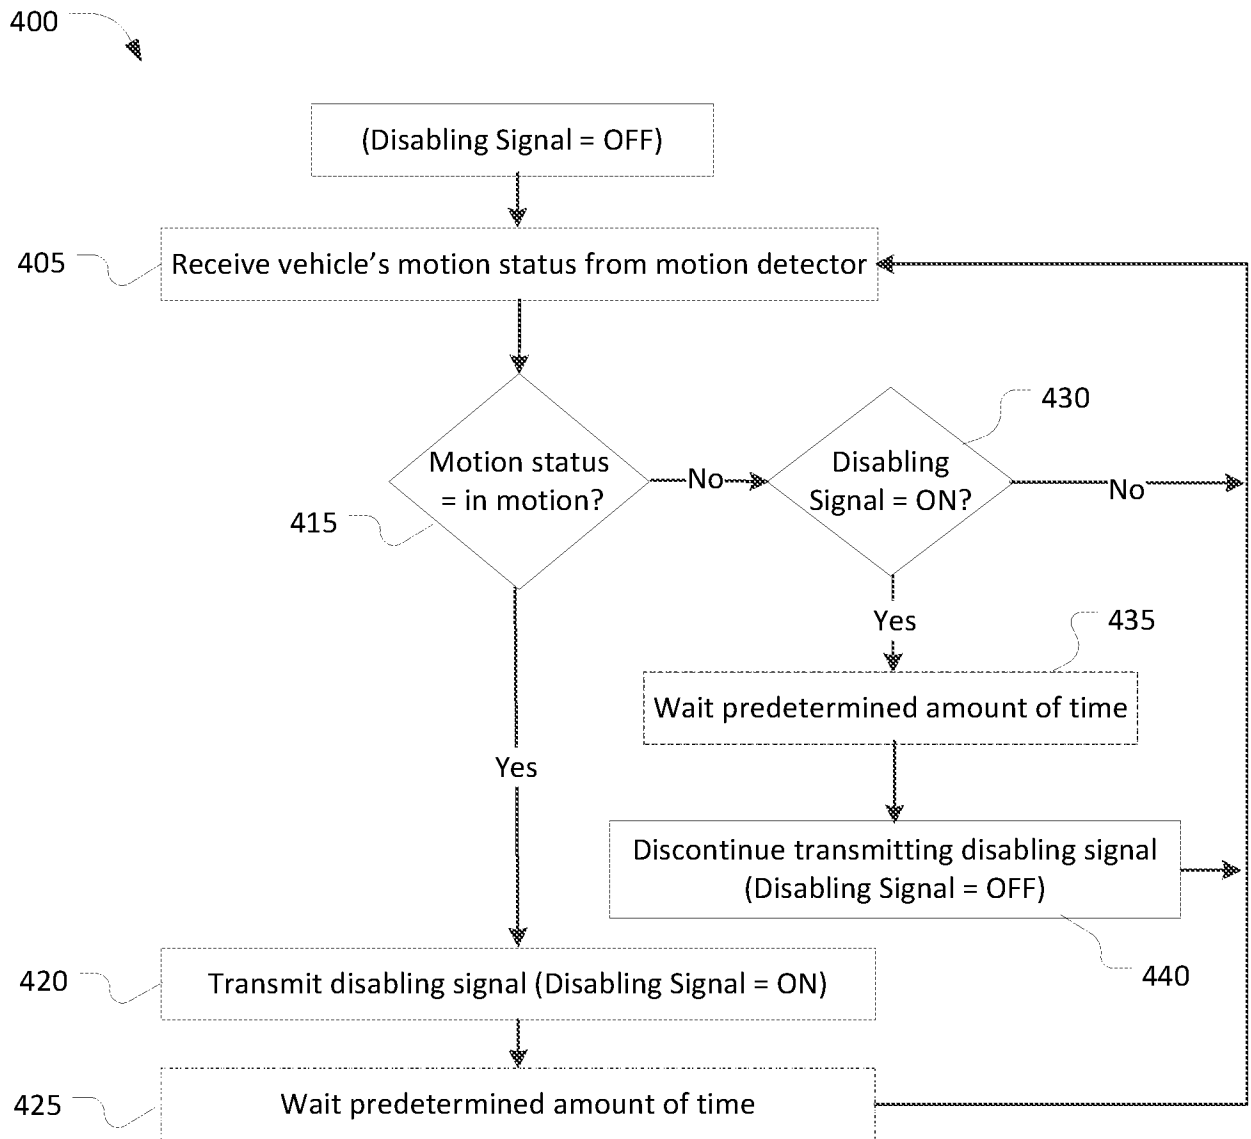 400
(Disabling Signal = OFF)
405
Receive vehicle's motion status from motion detector
430
Motion status
= in motion?
No
Disabling
Signal = ON?
No
415
Yes
435
Wait predetermined amount of time
Yes
Discontinue transmitting disabling signal
(Disabling Signal = OFF)
440
420
Transmit disabling signal (Disabling Signal = ON)
425
Wait predetermined amount of time